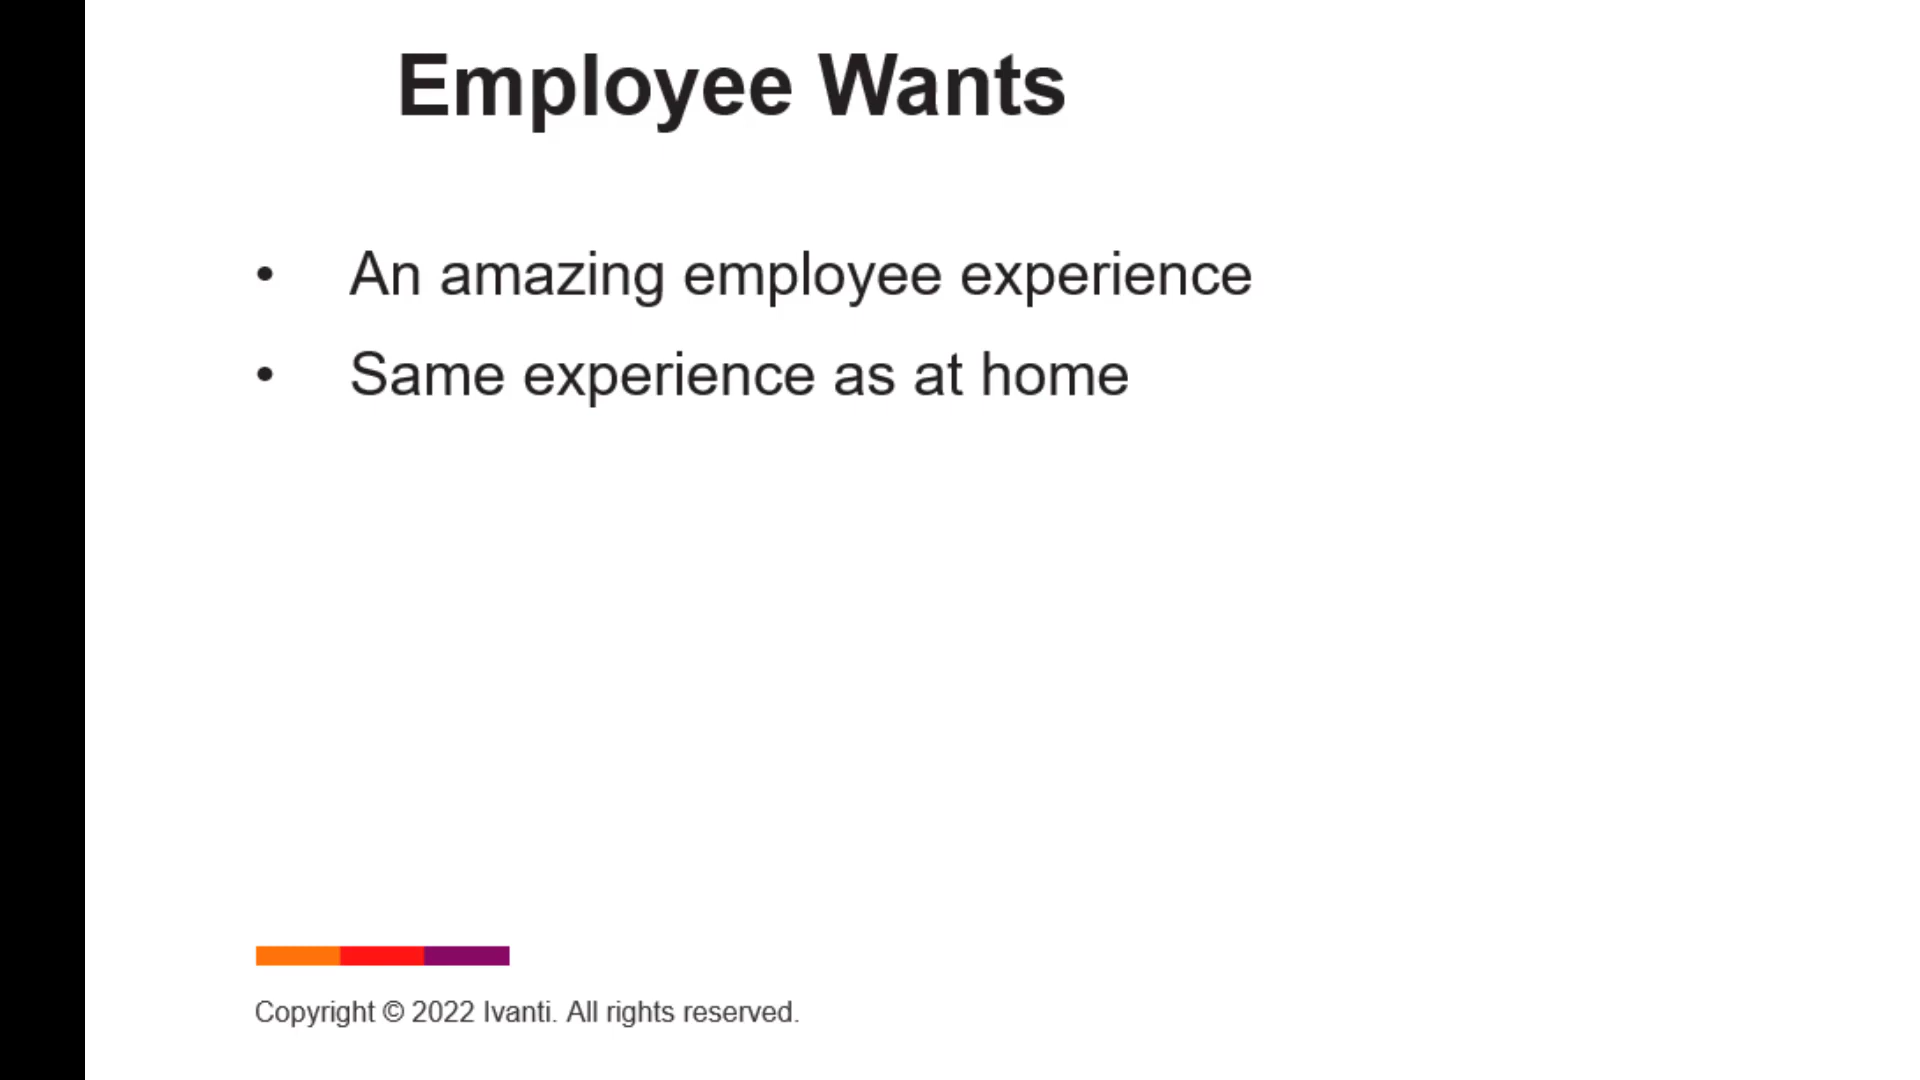 Employee Wants
• An amazing employee experience
• Same experience as at home
Copyright © 2022 Ivanti. All rights reserved.